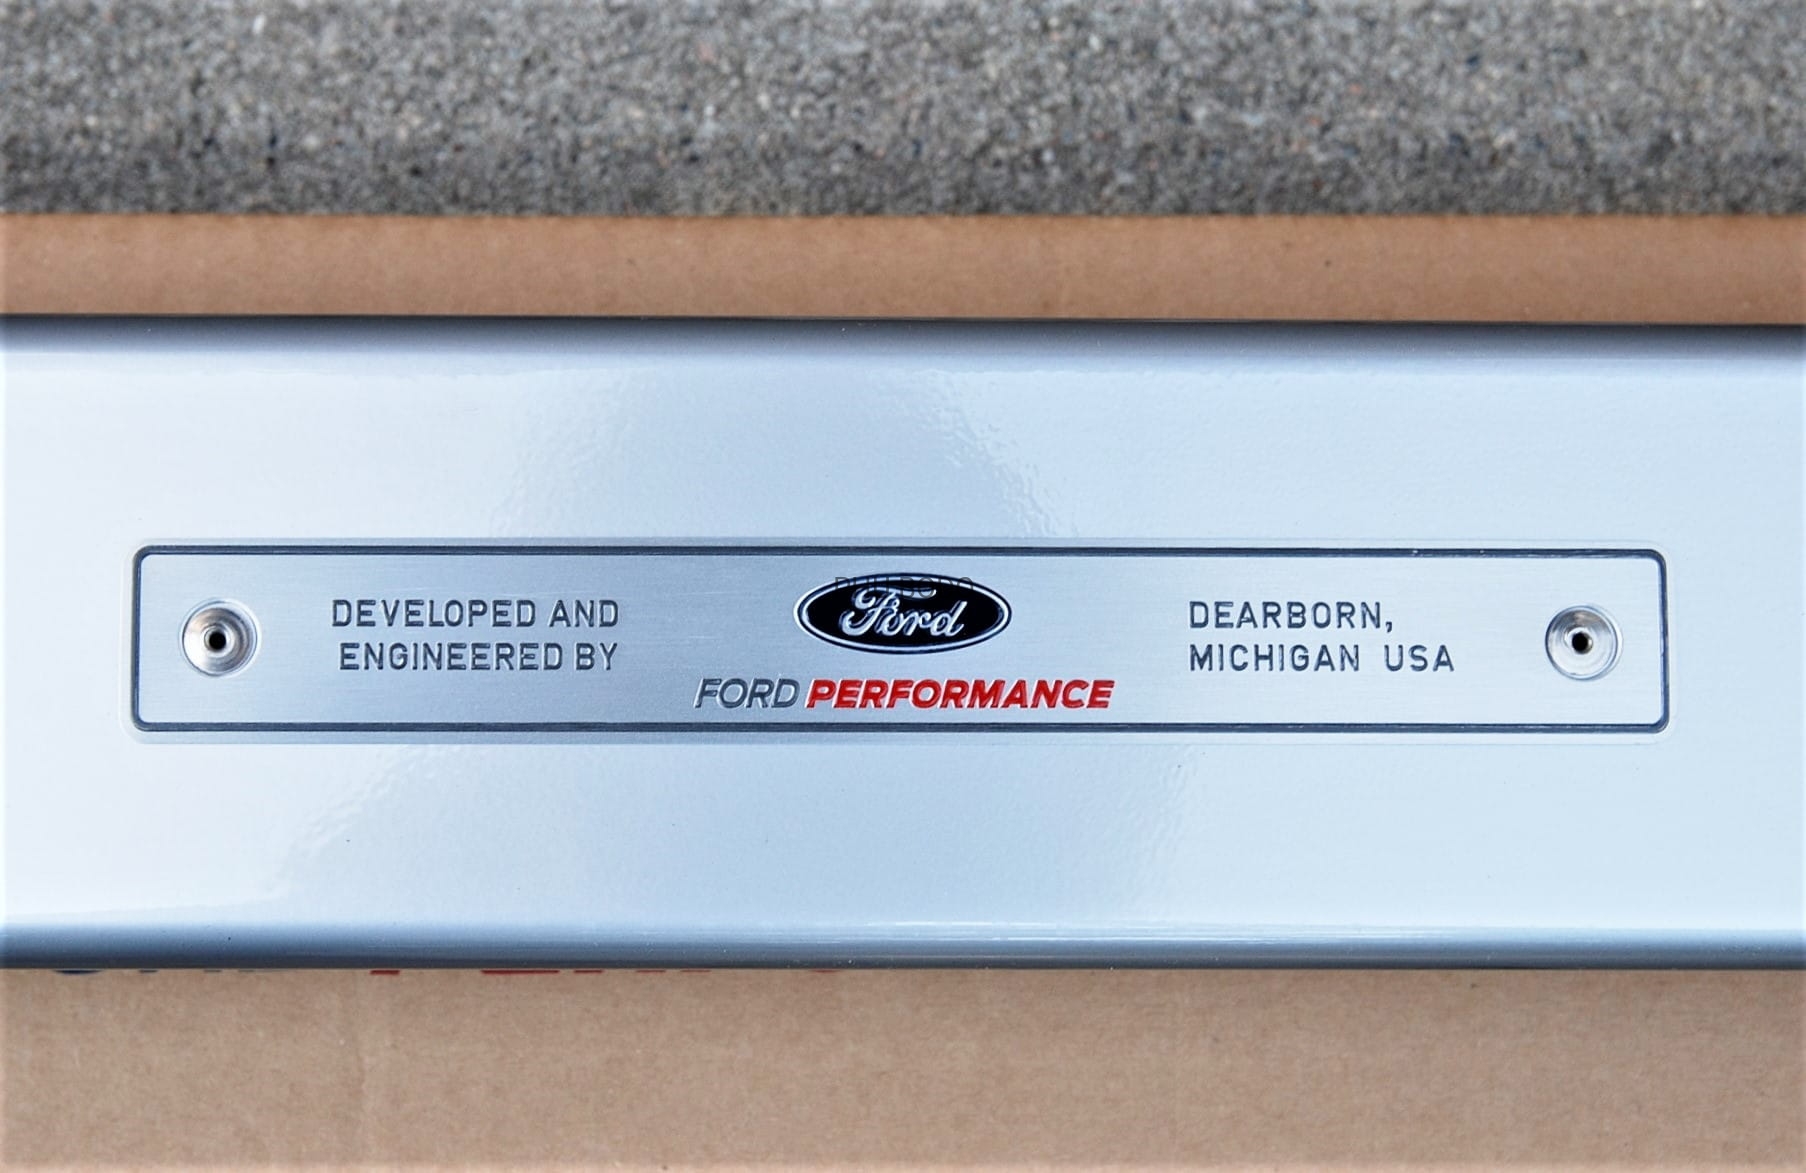 DEVELOPED AND
ENGINEERED BY
Ford
FORD PERFORMANCE
DEARBORN,
MICHIGAN USA